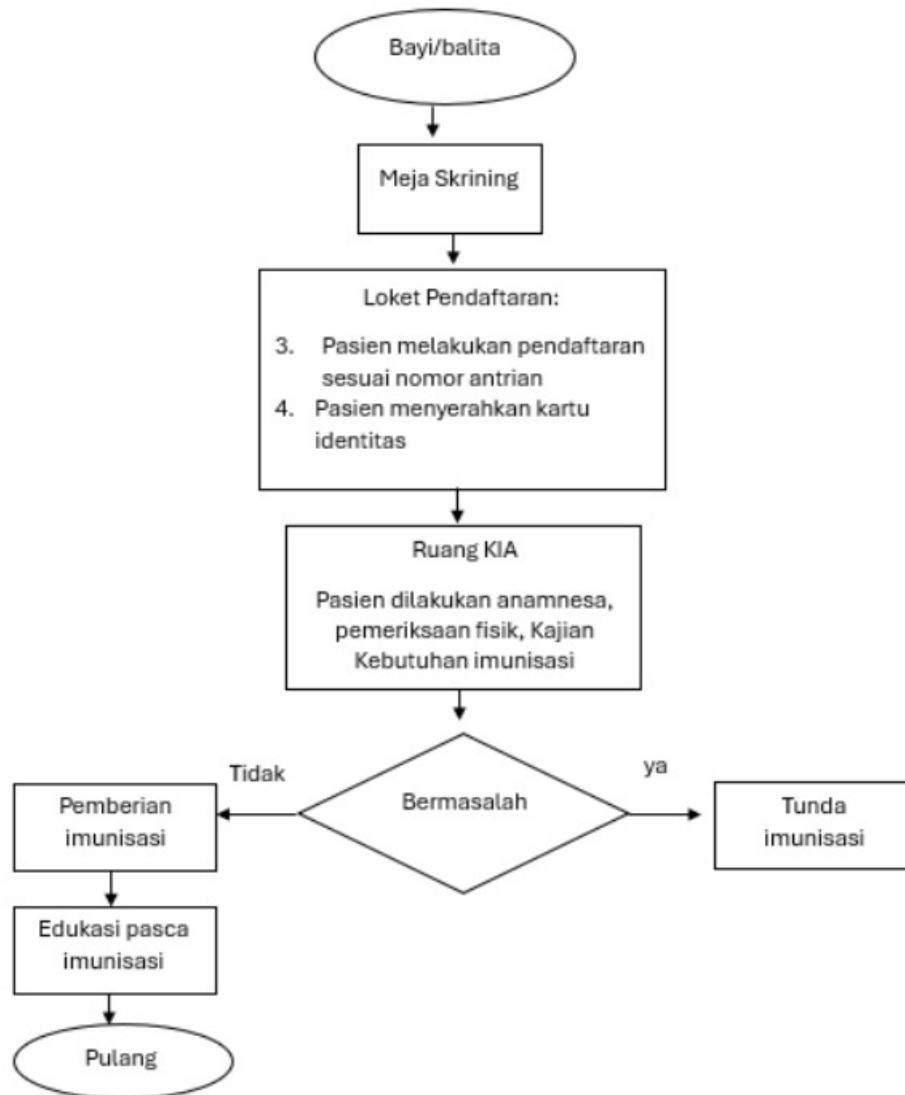 Bayi/balita
Meja Skrining
Loket Pendaftaran:
3. Pasien melakukan pendaftaran
sesuai nomor antrian
4. Pasien menyerahkan kartu
identitas
Ruang KIA
Pasien dilakukan anamnesa,
pemeriksaan fisik, Kajian
Kebutuhan imunisasi
Tidak
Bermasalah
ya
Pemberian
imunisasi
Tunda
imunisasi
Edukasi pasca
imunisasi
Pulang